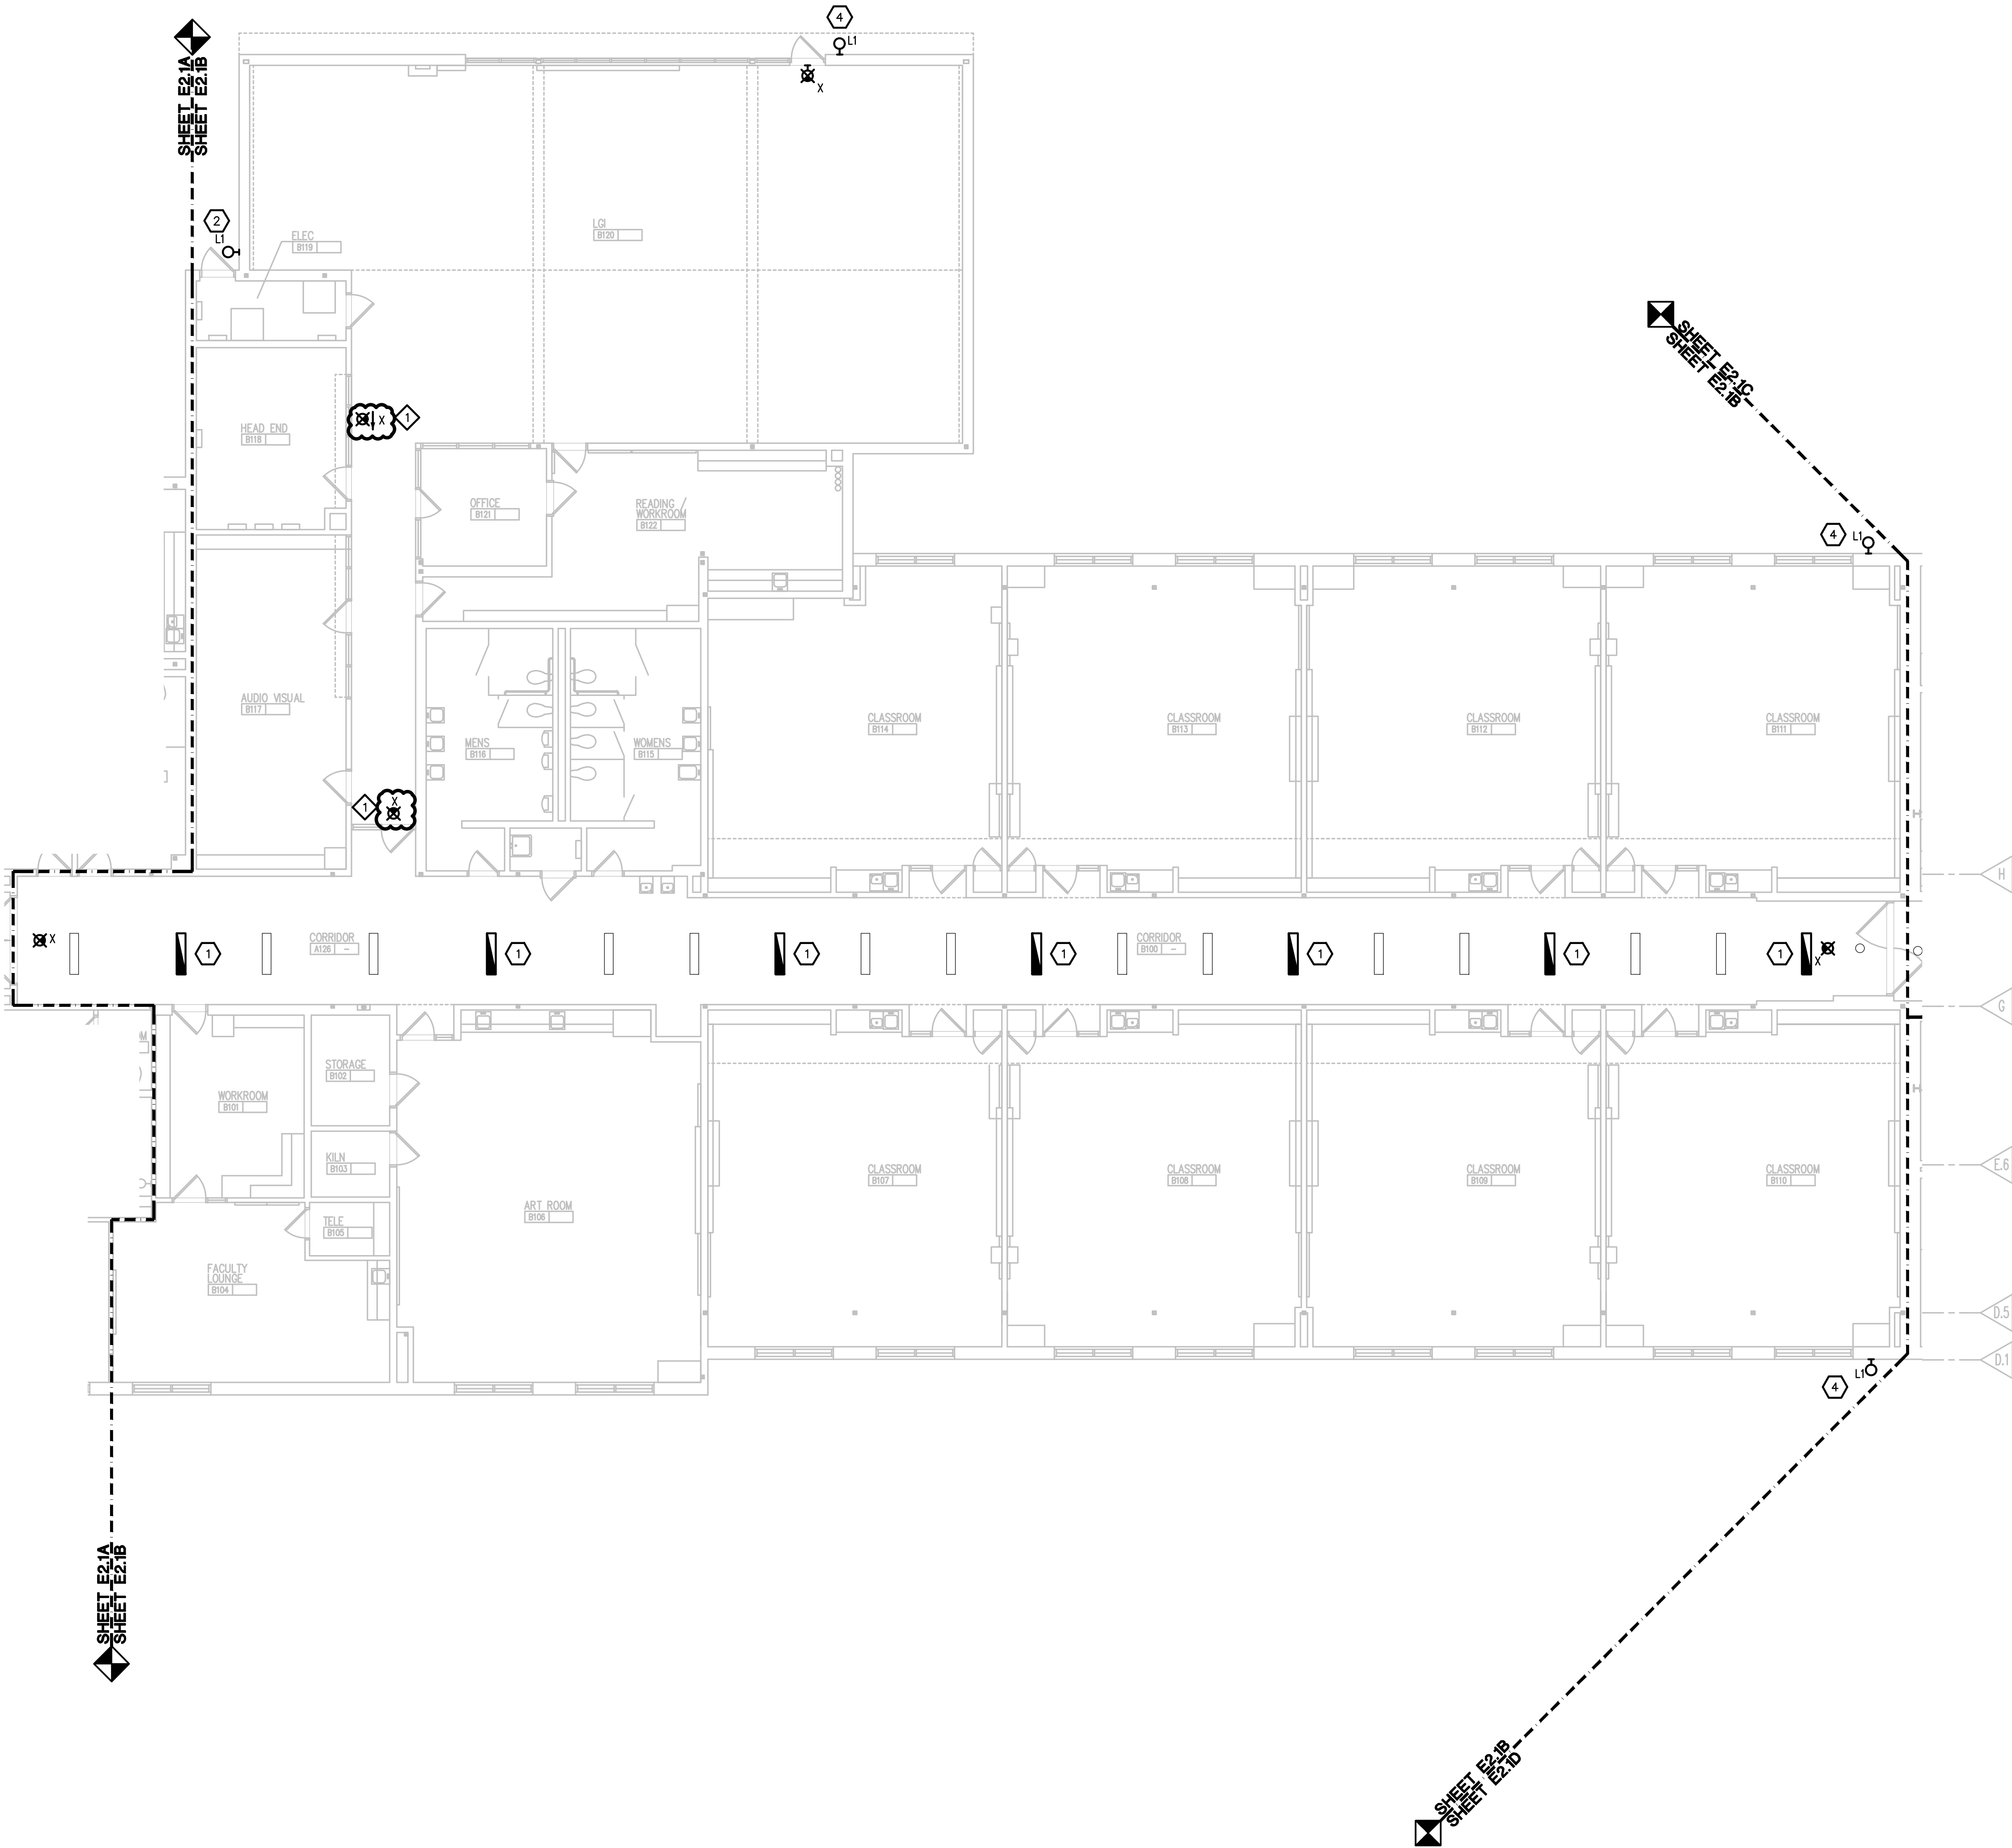 4
L1
X
SHEET E2.1A
SHEET E2.1B
2
L1
ELEC
B119
LGI
B120
SHEET E2.1C
SHEET E2.1B
HEAD END
B118
X
1
OFFICE
B121
READING
WORKROOM
B122
4
L1
AUDIO VISUAL
B117
MENS
B116
WOMENS
B115
CLASSROOM
B114
CLASSROOM
B113
CLASSROOM
B112
CLASSROOM
B111
1
X
H
X
1
CORRIDOR
A126 -
1
1
1
CORRIDOR
B100 -
1
1
1
X
G
STORAGE
B102
WORKROOM
B101
KILN
B103
CLASSROOM
B107
CLASSROOM
B108
CLASSROOM
B109
CLASSROOM
B110
E.6
ART ROOM
B106
TELE
B105
FACULTY
LOUNGE
B104
D.5
D.1
L1
4
SHEET E2.1A
SHEET E2.1B
SHEET E2.1B
SHEET E2.1D